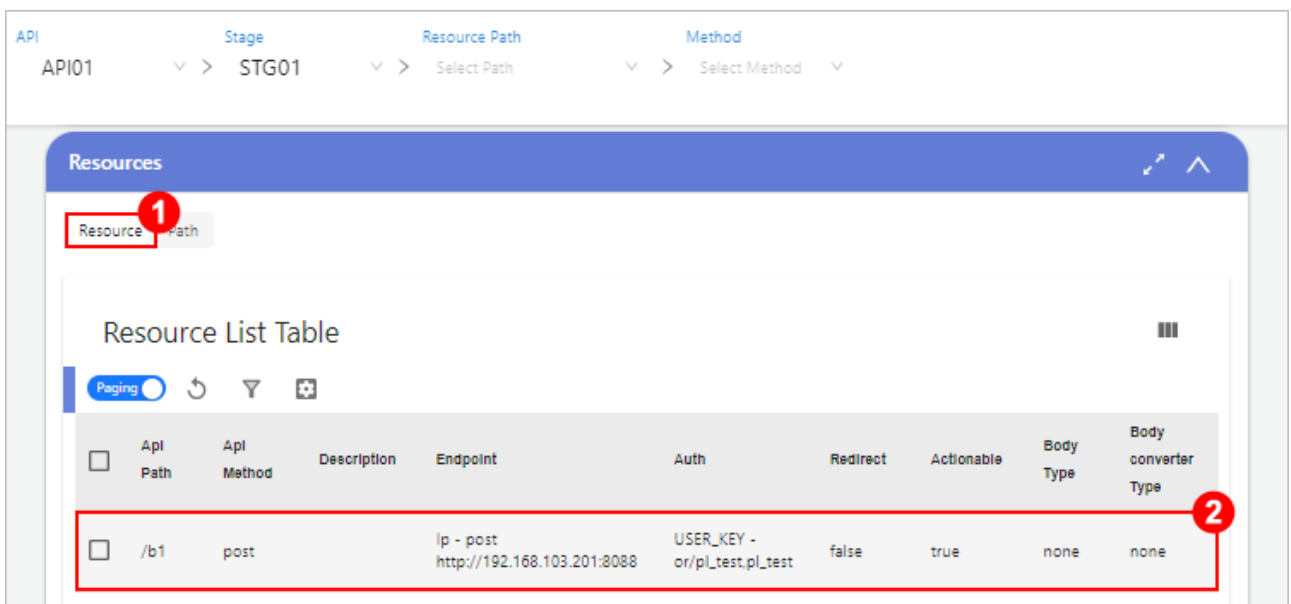 API Stage Resource Path Method
API01 > STG01 > Select Path > Select Method
Resources
1
Resource Path
Resource List Table
Paging
Api Path Api Method Description Endpoint Auth Redirect Actionable Body Type Body converter Type
2
/b1 post Ip - post http://192.168.103.201:8088 USER_KEY - or/pl_test,pl_test false true none none